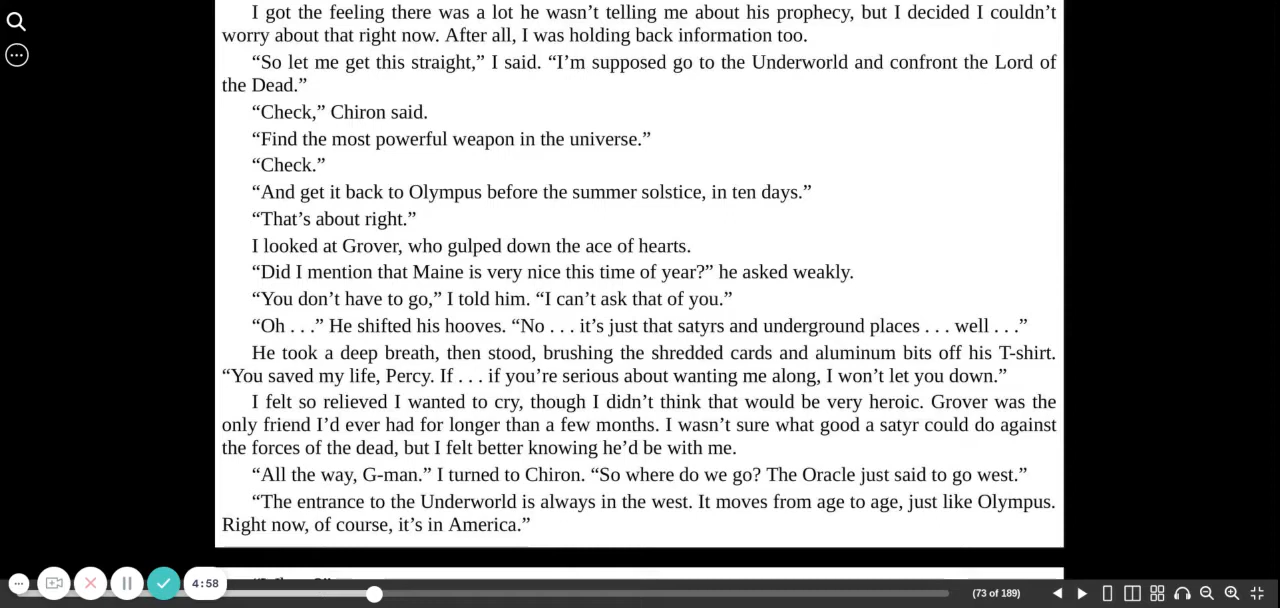 I got the feeling there was a lot he wasn’t telling me about his prophecy, but I decided I couldn’t
worry about that right now. After all, I was holding back information too.
“So let me get this straight,” I said. “I’m supposed go to the Underworld and confront the Lord of
the Dead.”
“Check,” Chiron said.
“Find the most powerful weapon in the universe.”
“Check.”
“And get it back to Olympus before the summer solstice, in ten days.”
“That’s about right.”
I looked at Grover, who gulped down the ace of hearts.
“Did I mention that Maine is very nice this time of year?” he asked weakly.
“You don’t have to go,” I told him. “I can’t ask that of you.”
“Oh . . .” He shifted his hooves. “No . . . it’s just that satyrs and underground places . . . well . . .”
He took a deep breath, then stood, brushing the shredded cards and aluminum bits off his T-shirt.
“You saved my life, Percy. If . . . if you’re serious about wanting me along, I won’t let you down.”
I felt so relieved I wanted to cry, though I didn’t think that would be very heroic. Grover was the
only friend I’d ever had for longer than a few months. I wasn’t sure what good a satyr could do against
the forces of the dead, but I felt better knowing he’d be with me.
“All the way, G-man.” I turned to Chiron. “So where do we go? The Oracle just said to go west.”
“The entrance to the Underworld is always in the west. It moves from age to age, just like Olympus.
Right now, of course, it’s in America.”
4:58
(73 of 189)